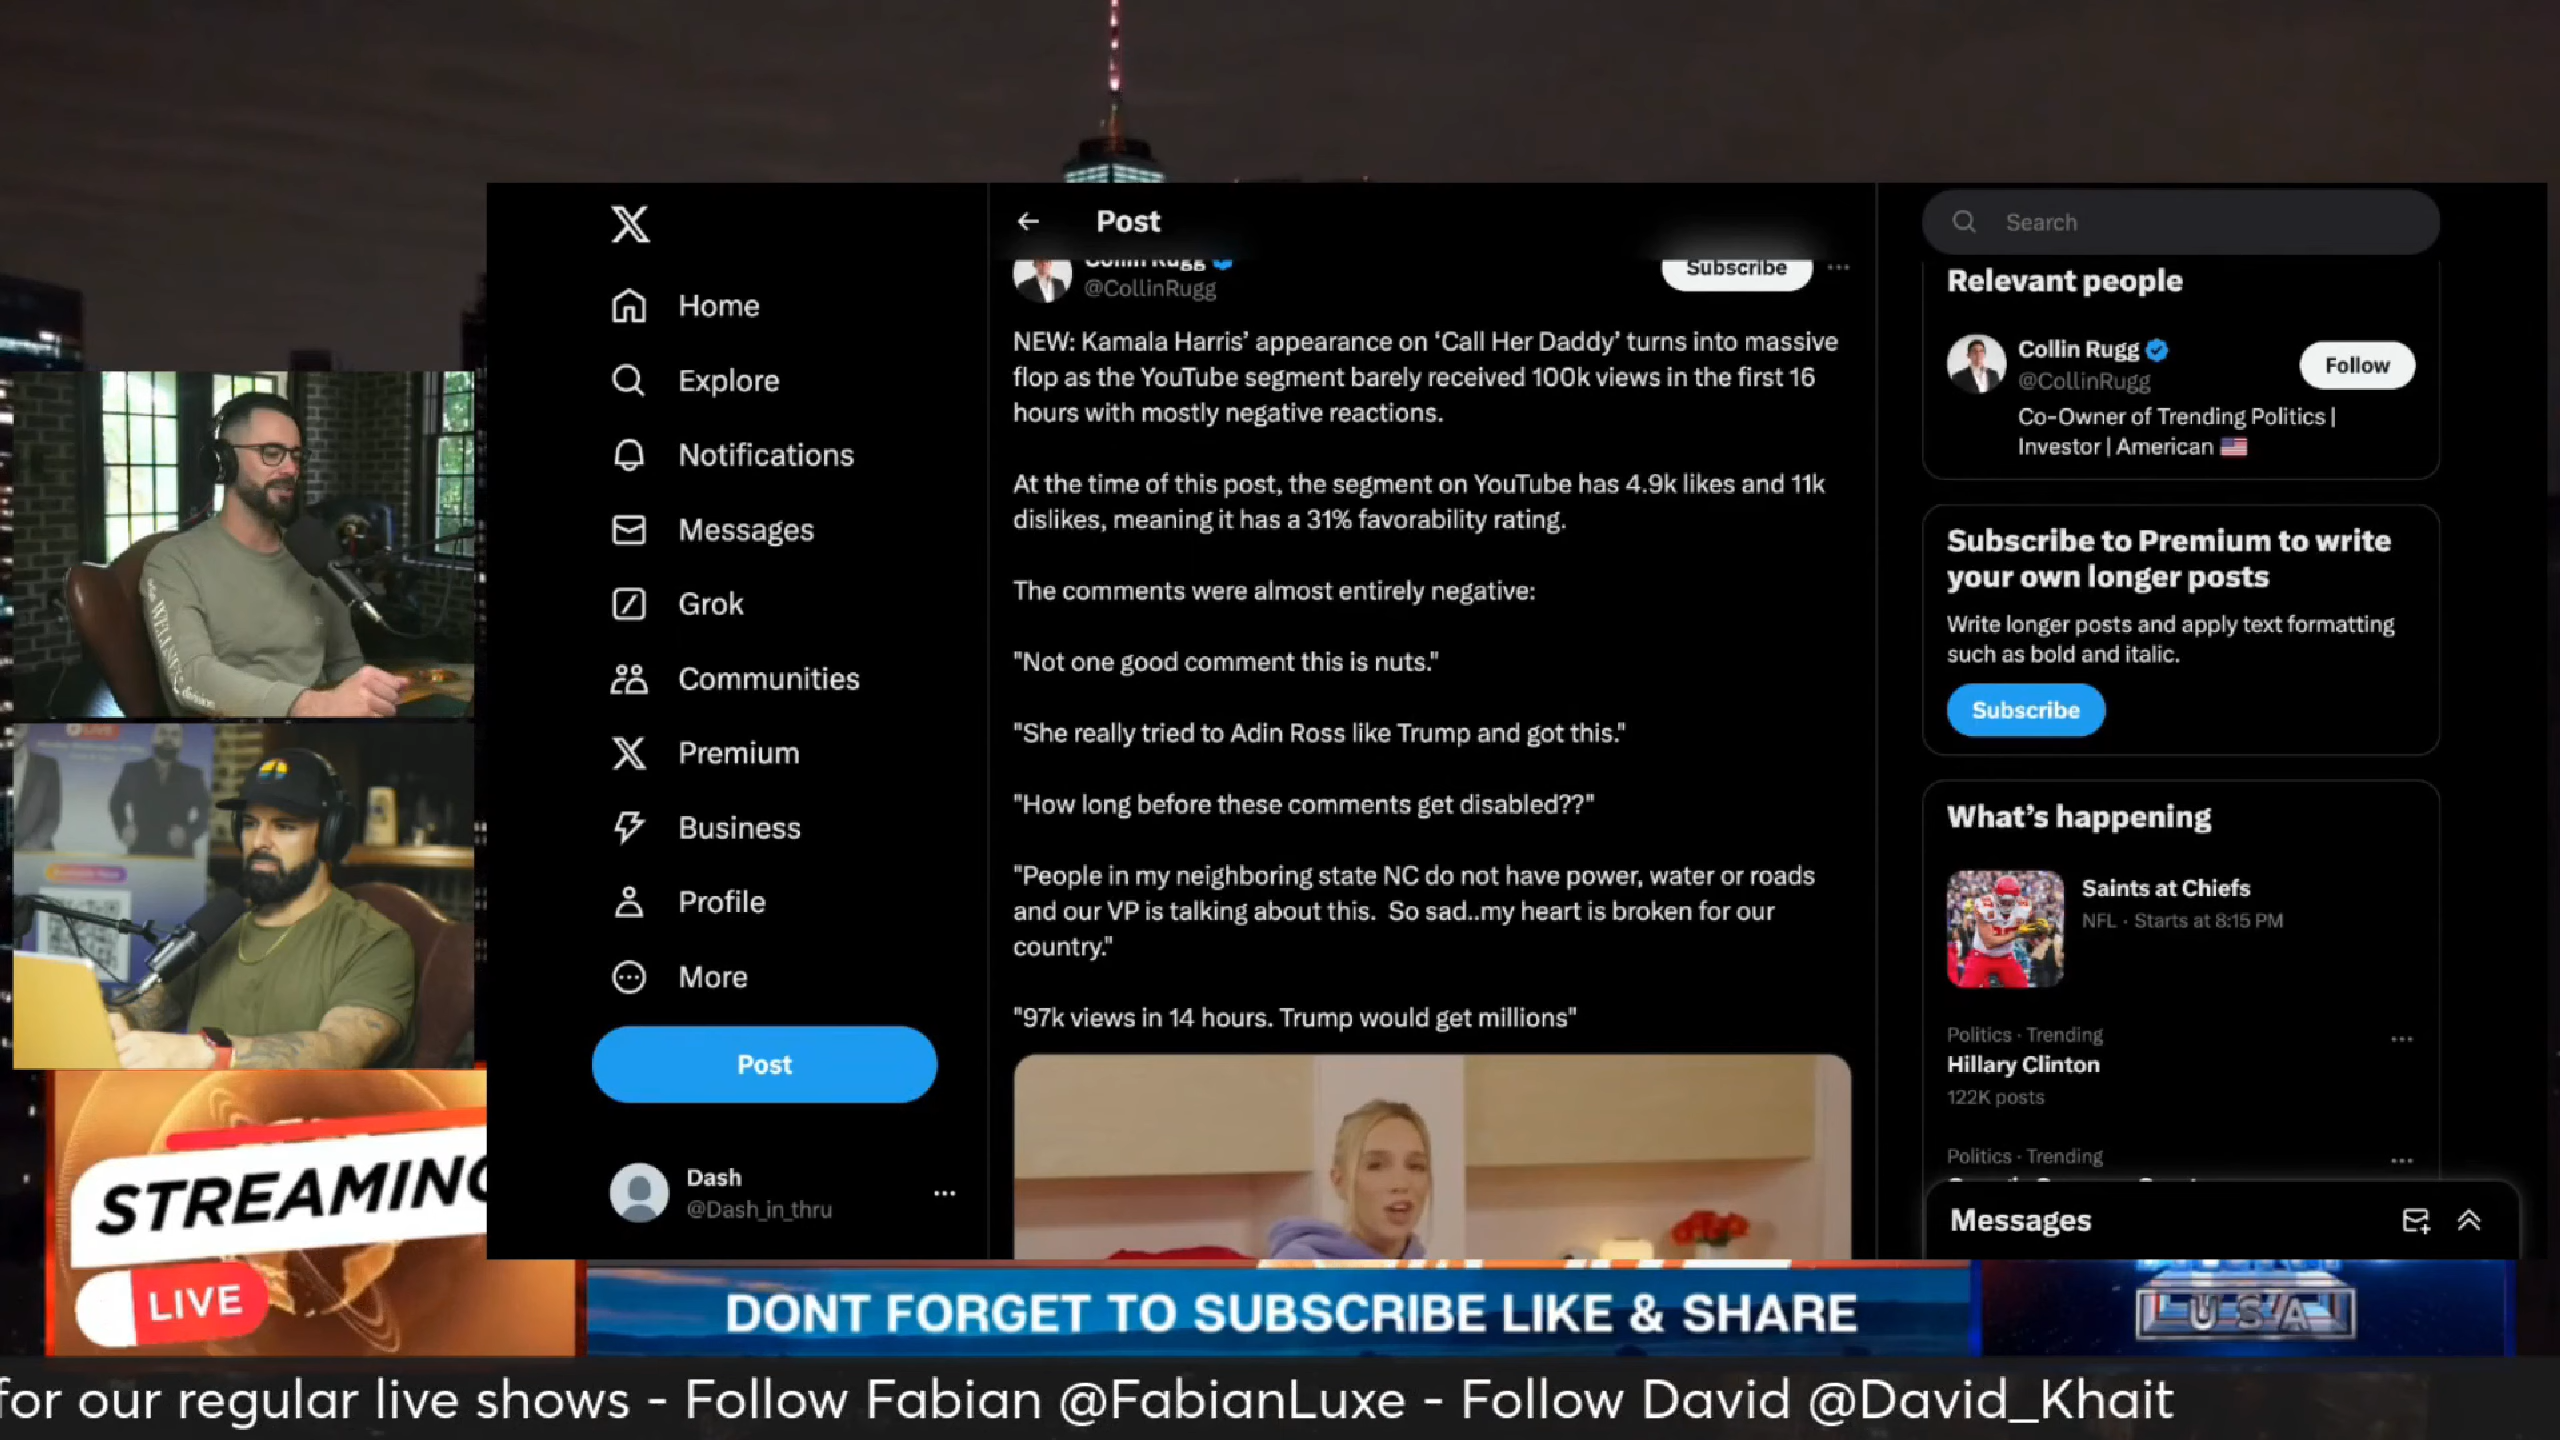 Home
Explore
Notifications
Messages
Grok
Communities
Premium
Business
Profile
More
Post
Dash
@Dash_in_thru
Post
Collin Rugg
@CollinRugg
Subscribe
NEW: Kamala Harris’ appearance on ‘Call Her Daddy’ turns into massive
flop as the YouTube segment barely received 100k views in the first 16
hours with mostly negative reactions.
At the time of this post, the segment on YouTube has 4.9k likes and 11k
dislikes, meaning it has a 31% favorability rating.
The comments were almost entirely negative:
"Not one good comment this is nuts."
"She really tried to Adin Ross like Trump and got this."
"How long before these comments get disabled??"
"People in my neighboring state NC do not have power, water or roads
and our VP is talking about this.  So sad..my heart is broken for our
country."
"97k views in 14 hours. Trump would get millions"
Search
Relevant people
Collin Rugg
@CollinRugg
Follow
Co-Owner of Trending Politics |
Investor | American 🇺🇸
Subscribe to Premium to write
your own longer posts
Write longer posts and apply text formatting
such as bold and italic.
Subscribe
What’s happening
Saints at Chiefs
NFL · Starts at 8:15 PM
Politics · Trending
Hillary Clinton
122K posts
Politics · Trending
Messages
WELLNESS
STREAMING
LIVE
DONT FORGET TO SUBSCRIBE LIKE & SHARE
USA
for our regular live shows - Follow Fabian @FabianLuxe - Follow David @David_Khait